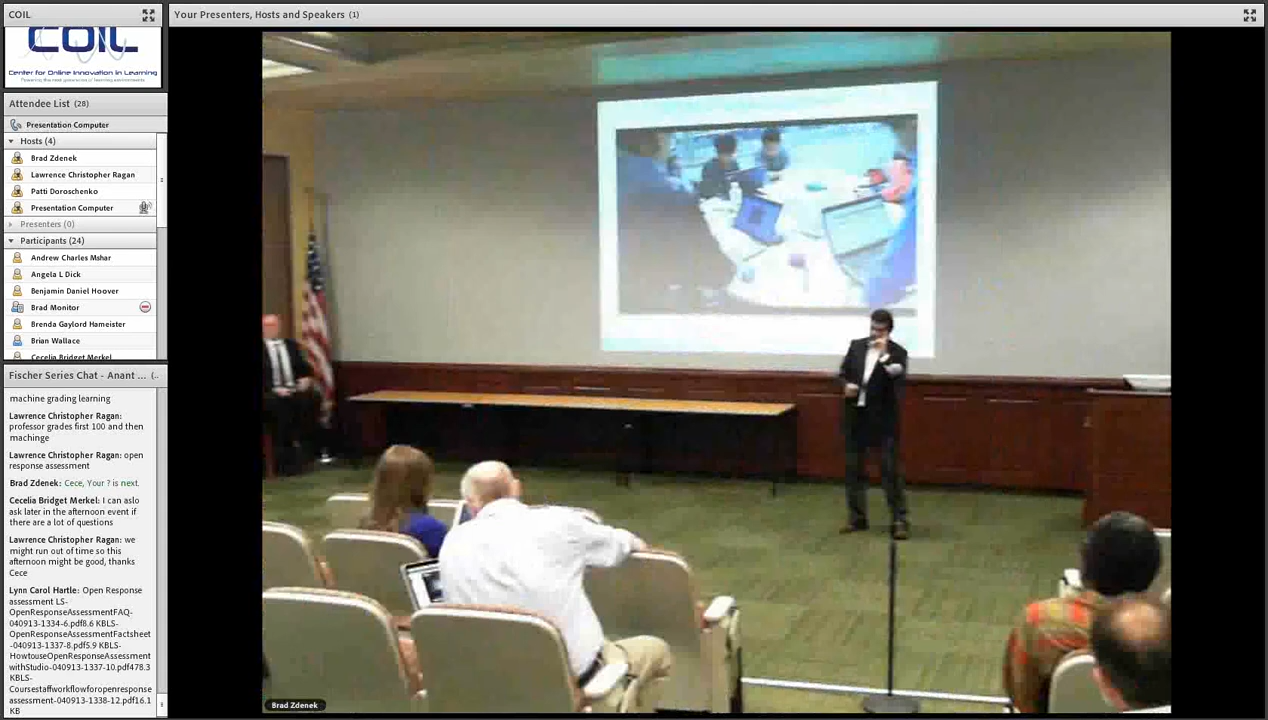 COIL
Your Presenters, Hosts and Speakers (1)
COIL
Center for Online Innovation in Learning
Attendee List (28)
Presentation Computer
Hosts (4)
Brad Zdenek
Lawrence Christopher Ragan
Patti Doroschenko
Presentation Computer
Presenters (0)
Participants (24)
Andrew Charles Mshar
Angela L Dick
Benjamin Daniel Hoover
Brad Monitor
Brenda Gaylord Hameister
Brian Wallace
Cecelia Bridget Merkel
Fischer Series Chat - Anant ... (..
machine grading learning
Lawrence Christopher Ragan:
professor grades first 100 and then
machinge
Lawrence Christopher Ragan: open
response assessment
Brad Zdenek: Cece, Your ? is next.
Cecelia Bridget Merkel: I can aslo
ask later in the afternoon event if
there are a lot of questions
Lawrence Christopher Ragan: we
might run out of time so this
afternoon might be good, thanks
Cece
Lynn Carol Hartle: Open Response
assessment LS-
OpenResponseAssessmentFAQ-
040913-1334-6.pdf8.6 KBLS-
OpenResponseAssessmentFactsheet
-040913-1337-8.pdf5.9 KBLS-
HowtouseOpenResponseAssessment
withStudio-040913-1337-10.pdf478.3
KBLS-
Coursestaffworkflowforopenresponse
assessment-040913-1338-12.pdf16.1
KB
Brad Zdenek